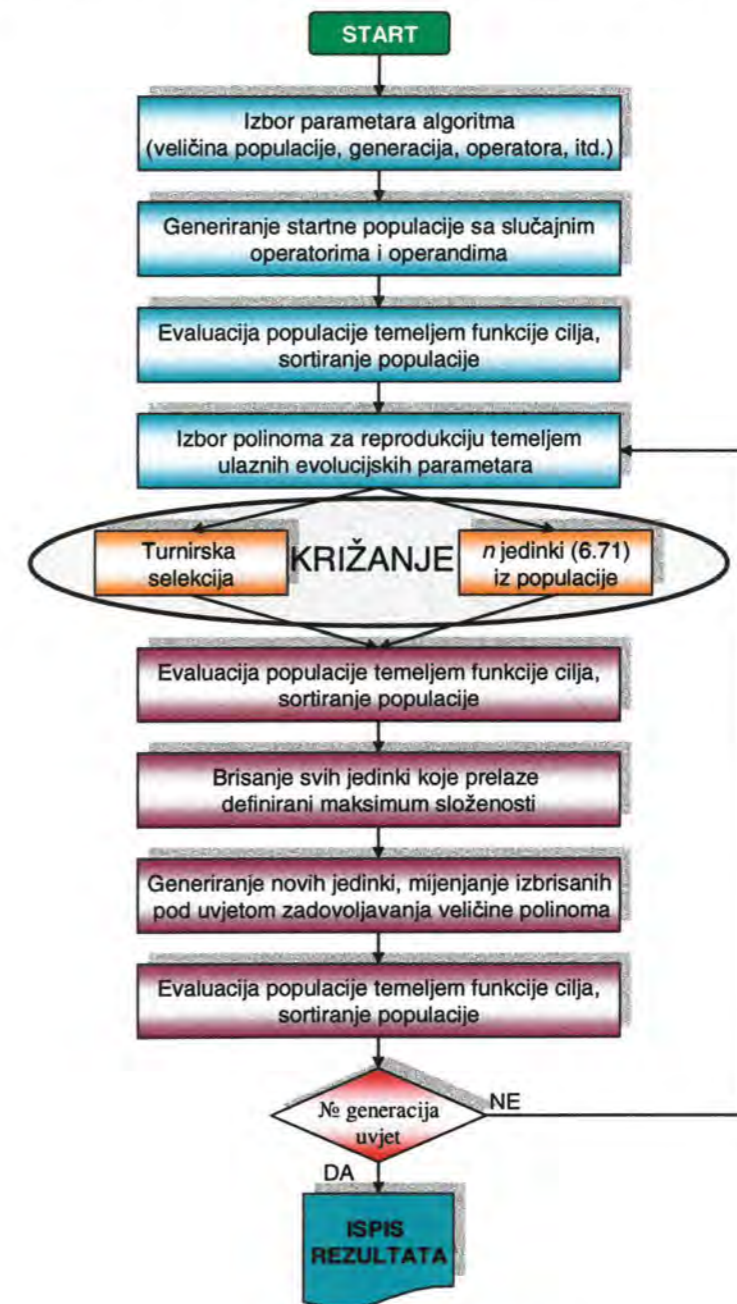 START
Izbor parametara algoritma
(veličina populacije, generacija, operatora, itd.)
Generiranje startne populacije sa slučajnim
operatorima i operandima
Evaluacija populacije temeljem funkcije cilja,
sortiranje populacije
Izbor polinoma za reprodukciju temeljem
ulaznih evolucijskih parametara
Turnirska
selekcija
KRIŽANJE
n jedinki (6.71)
iz populacije
Evaluacija populacije temeljem funkcije cilja,
sortiranje populacije
Brisanje svih jedinki koje prelaze
definirani maksimum složenosti
Generiranje novih jedinki, mijenjanje izbrisanih
pod uvjetom zadovoljavanja veličine polinoma
Evaluacija populacije temeljem funkcije cilja,
sortiranje populacije
№ generacija
uvjet
NE
DA
ISPIS
REZULTATA